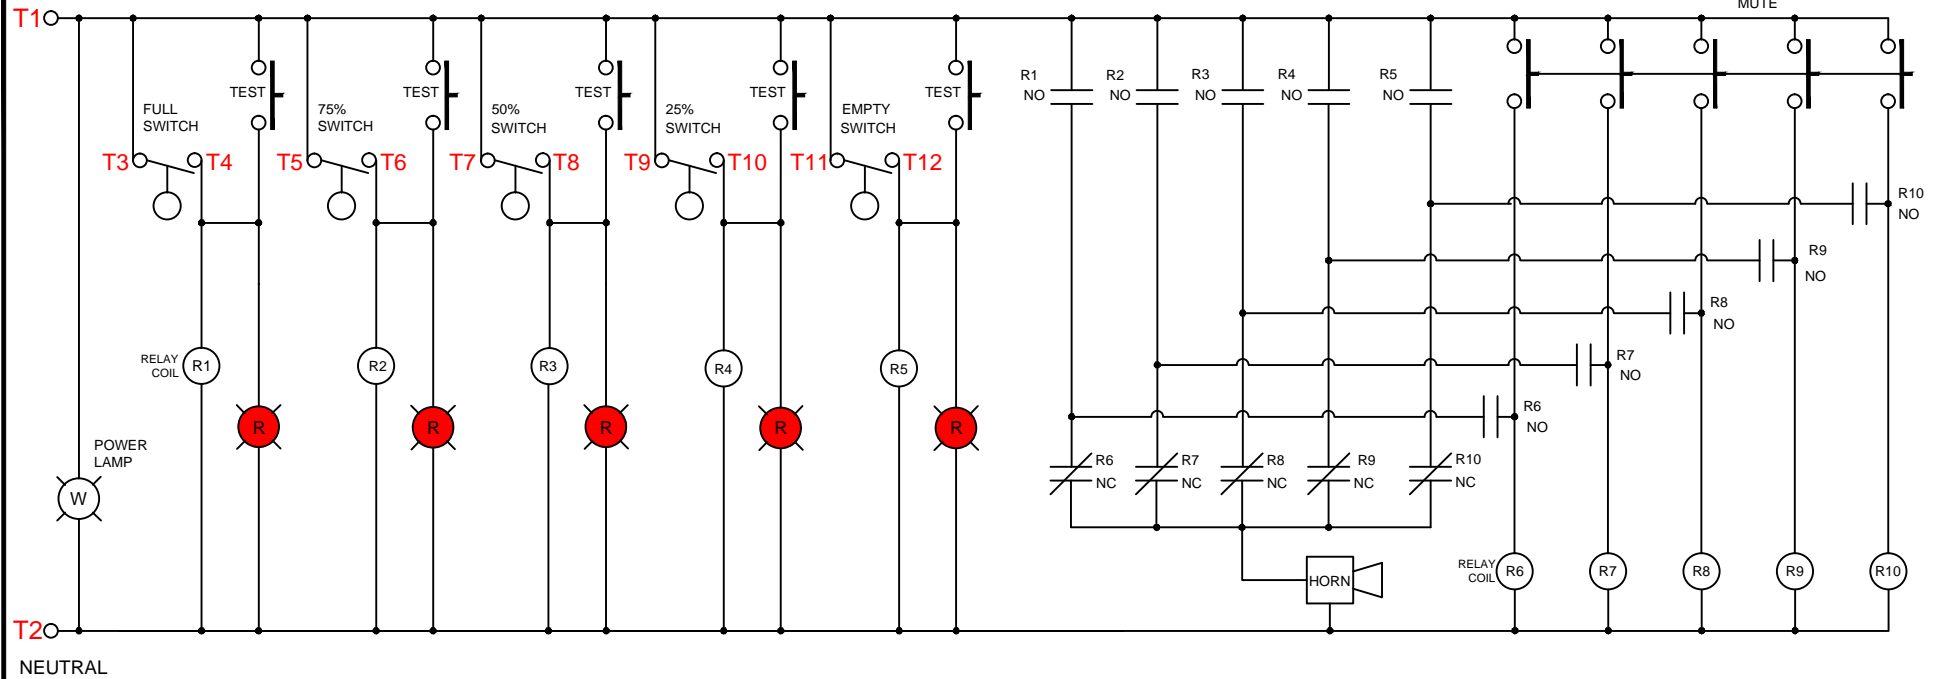 MUTE
T1
R1 NO
R2 NO
R3 NO
R4 NO
R5 NO
TEST
TEST
TEST
TEST
TEST
FULL
SWITCH
75%
SWITCH
50%
SWITCH
25%
SWITCH
EMPTY
SWITCH
T3 T4 T5 T6 T7 T8 T9 T10 T11 T12
R10
NO
R9
NO
R8
NO
R7
NO
R6
NO
RELAY
COIL
R1 R2 R3 R4 R5
R R R R R
POWER
LAMP
W
R6
NC
R7
NC
R8
NC
R9
NC
R10
NC
HORN
RELAY
COIL
R6 R7 R8 R9 R10
T2
NEUTRAL